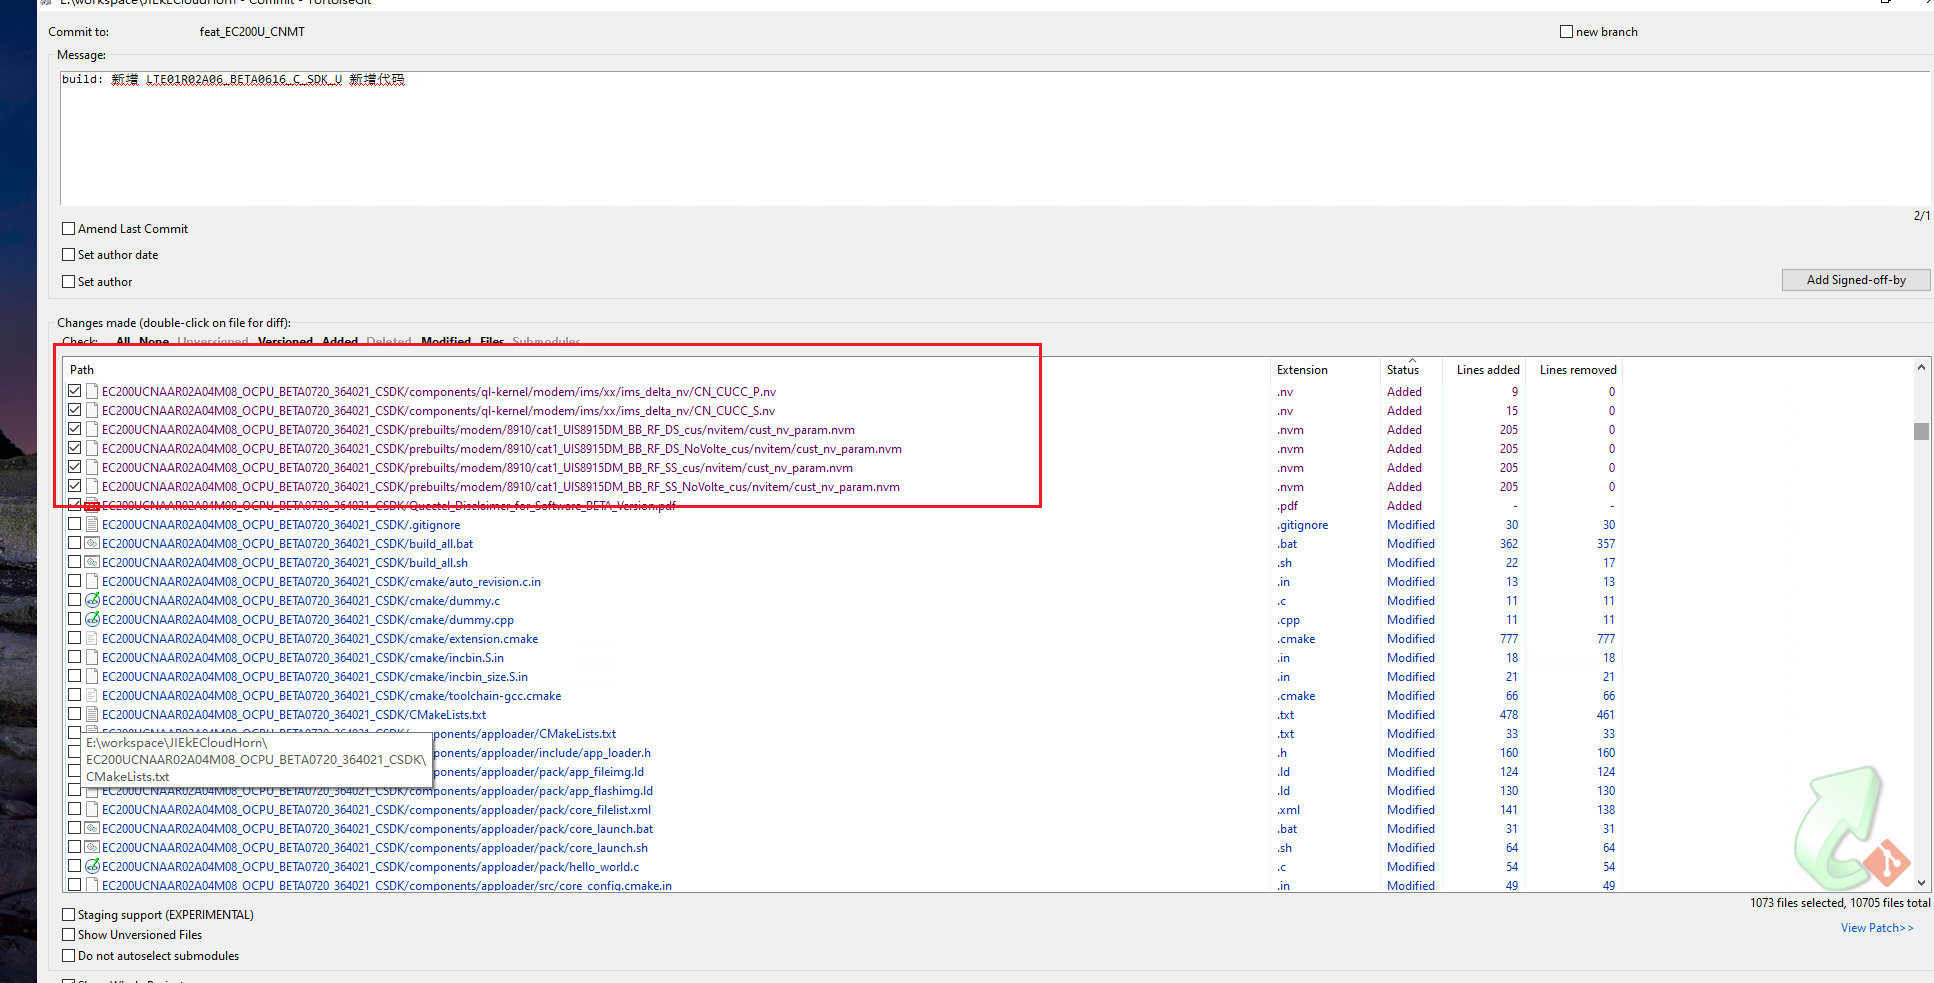 E:\workspace\JIEkECloudHorn - Commit - TortoiseGit
Commit to: feat_EC200U_CNMT new branch
Message:
build: 新增 LTE01R02A06_BETA0616_C_SDK_U 新增代码
2/1
Amend Last Commit
Set author date
Set author
Add Signed-off-by
Changes made (double-click on file for diff):
Check: All None Unversioned Versioned Added Deleted Modified Files Submodules
Path Extension Status Lines added Lines removed
EC200UCNAAR02A04M08_OCPU_BETA0720_364021_CSDK/components/ql-kernel/modem/ims/xx/ims_delta_nv/CN_CUCC_P.nv .nv Added 9 0
EC200UCNAAR02A04M08_OCPU_BETA0720_364021_CSDK/components/ql-kernel/modem/ims/xx/ims_delta_nv/CN_CUCC_S.nv .nv Added 15 0
EC200UCNAAR02A04M08_OCPU_BETA0720_364021_CSDK/prebuilts/modem/8910/cat1_UIS8915DM_BB_RF_DS_cus/nvitem/cust_nv_param.nvm .nvm Added 205 0
EC200UCNAAR02A04M08_OCPU_BETA0720_364021_CSDK/prebuilts/modem/8910/cat1_UIS8915DM_BB_RF_DS_NoVolte_cus/nvitem/cust_nv_param.nvm .nvm Added 205 0
EC200UCNAAR02A04M08_OCPU_BETA0720_364021_CSDK/prebuilts/modem/8910/cat1_UIS8915DM_BB_RF_SS_cus/nvitem/cust_nv_param.nvm .nvm Added 205 0
EC200UCNAAR02A04M08_OCPU_BETA0720_364021_CSDK/prebuilts/modem/8910/cat1_UIS8915DM_BB_RF_SS_NoVolte_cus/nvitem/cust_nv_param.nvm .nvm Added 205 0
EC200UCNAAR02A04M08_OCPU_BETA0720_364021_CSDK/Quectel_Disclaimer_for_Software_BETA_Version.pdf .pdf Added - -
EC200UCNAAR02A04M08_OCPU_BETA0720_364021_CSDK/.gitignore .gitignore Modified 30 30
EC200UCNAAR02A04M08_OCPU_BETA0720_364021_CSDK/build_all.bat .bat Modified 362 357
EC200UCNAAR02A04M08_OCPU_BETA0720_364021_CSDK/build_all.sh .sh Modified 22 17
EC200UCNAAR02A04M08_OCPU_BETA0720_364021_CSDK/cmake/auto_revision.c.in .in Modified 13 13
EC200UCNAAR02A04M08_OCPU_BETA0720_364021_CSDK/cmake/dummy.c .c Modified 11 11
EC200UCNAAR02A04M08_OCPU_BETA0720_364021_CSDK/cmake/dummy.cpp .cpp Modified 11 11
EC200UCNAAR02A04M08_OCPU_BETA0720_364021_CSDK/cmake/extension.cmake .cmake Modified 777 777
EC200UCNAAR02A04M08_OCPU_BETA0720_364021_CSDK/cmake/incbin.S.in .in Modified 18 18
EC200UCNAAR02A04M08_OCPU_BETA0720_364021_CSDK/cmake/incbin_size.S.in .in Modified 21 21
EC200UCNAAR02A04M08_OCPU_BETA0720_364021_CSDK/cmake/toolchain-gcc.cmake .cmake Modified 66 66
EC200UCNAAR02A04M08_OCPU_BETA0720_364021_CSDK/CMakeLists.txt .txt Modified 478 461
ponents/apploader/CMakeLists.txt .txt Modified 33 33
E:\workspace\JIEkECloudHorn\
ponents/apploader/include/app_loader.h .h Modified 160 160
EC200UCNAAR02A04M08_OCPU_BETA0720_364021_CSDK\
ponents/apploader/pack/app_fileimg.ld .ld Modified 124 124
CMakeLists.txt
ponents/apploader/pack/app_flashimg.ld .ld Modified 130 130
EC200UCNAAR02A04M08_OCPU_BETA0720_364021_CSDK/components/apploader/pack/core_filelist.xml .xml Modified 141 138
EC200UCNAAR02A04M08_OCPU_BETA0720_364021_CSDK/components/apploader/pack/core_launch.bat .bat Modified 31 31
EC200UCNAAR02A04M08_OCPU_BETA0720_364021_CSDK/components/apploader/pack/core_launch.sh .sh Modified 64 64
EC200UCNAAR02A04M08_OCPU_BETA0720_364021_CSDK/components/apploader/pack/hello_world.c .c Modified 54 54
EC200UCNAAR02A04M08_OCPU_BETA0720_364021_CSDK/components/apploader/src/core_config.cmake.in .in Modified 49 49
1073 files selected, 10705 files total
Staging support (EXPERIMENTAL)
View Patch>>
Show Unversioned Files
Do not autoselect submodules
Show Whole Project